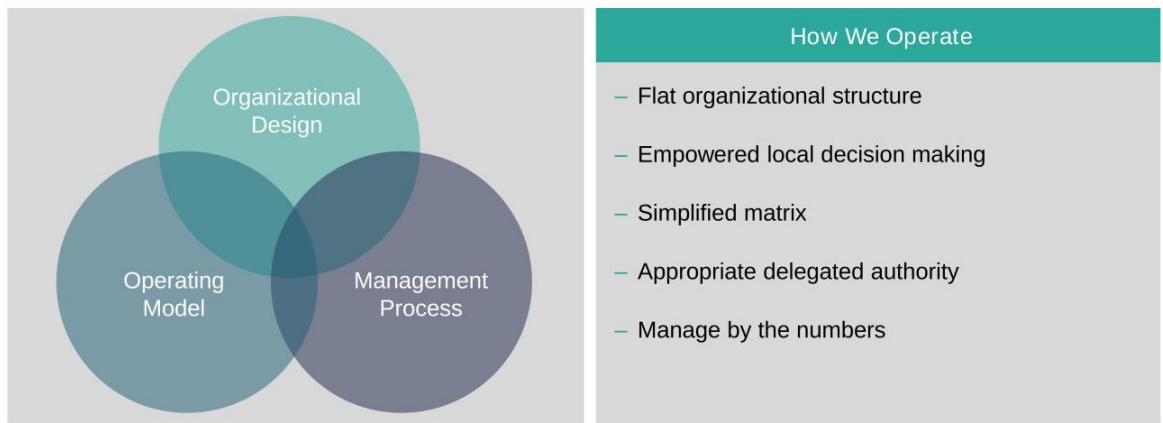 Organizational
Design
Operating
Model
Management
Process
How We Operate
– Flat organizational structure
– Empowered local decision making
– Simplified matrix
– Appropriate delegated authority
– Manage by the numbers